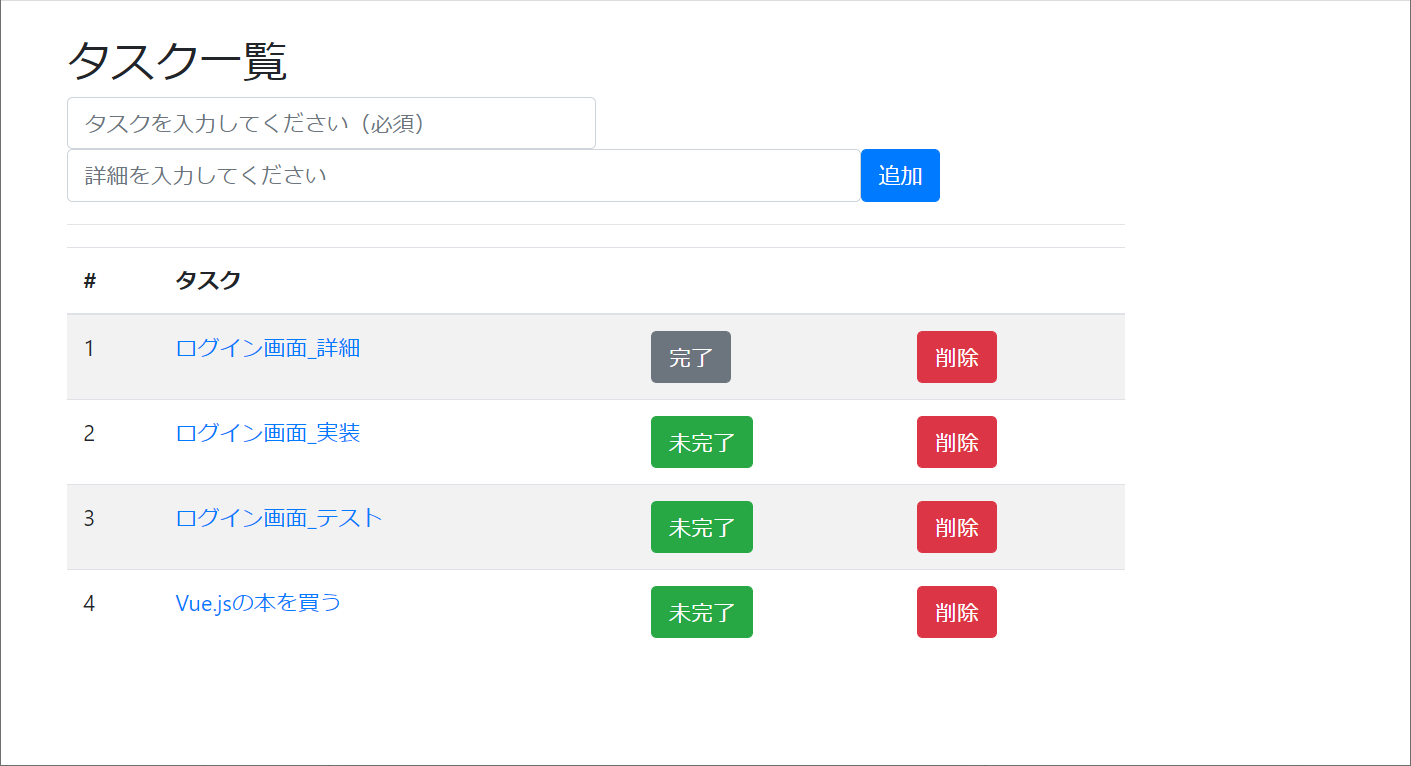 タスク一覧
タスクを入力してください（必須）
詳細を入力してください 追加
# タスク
1 ログイン画面_詳細 完了 削除
2 ログイン画面_実装 未完了 削除
3 ログイン画面_テスト 未完了 削除
4 Vue.jsの本を買う 未完了 削除